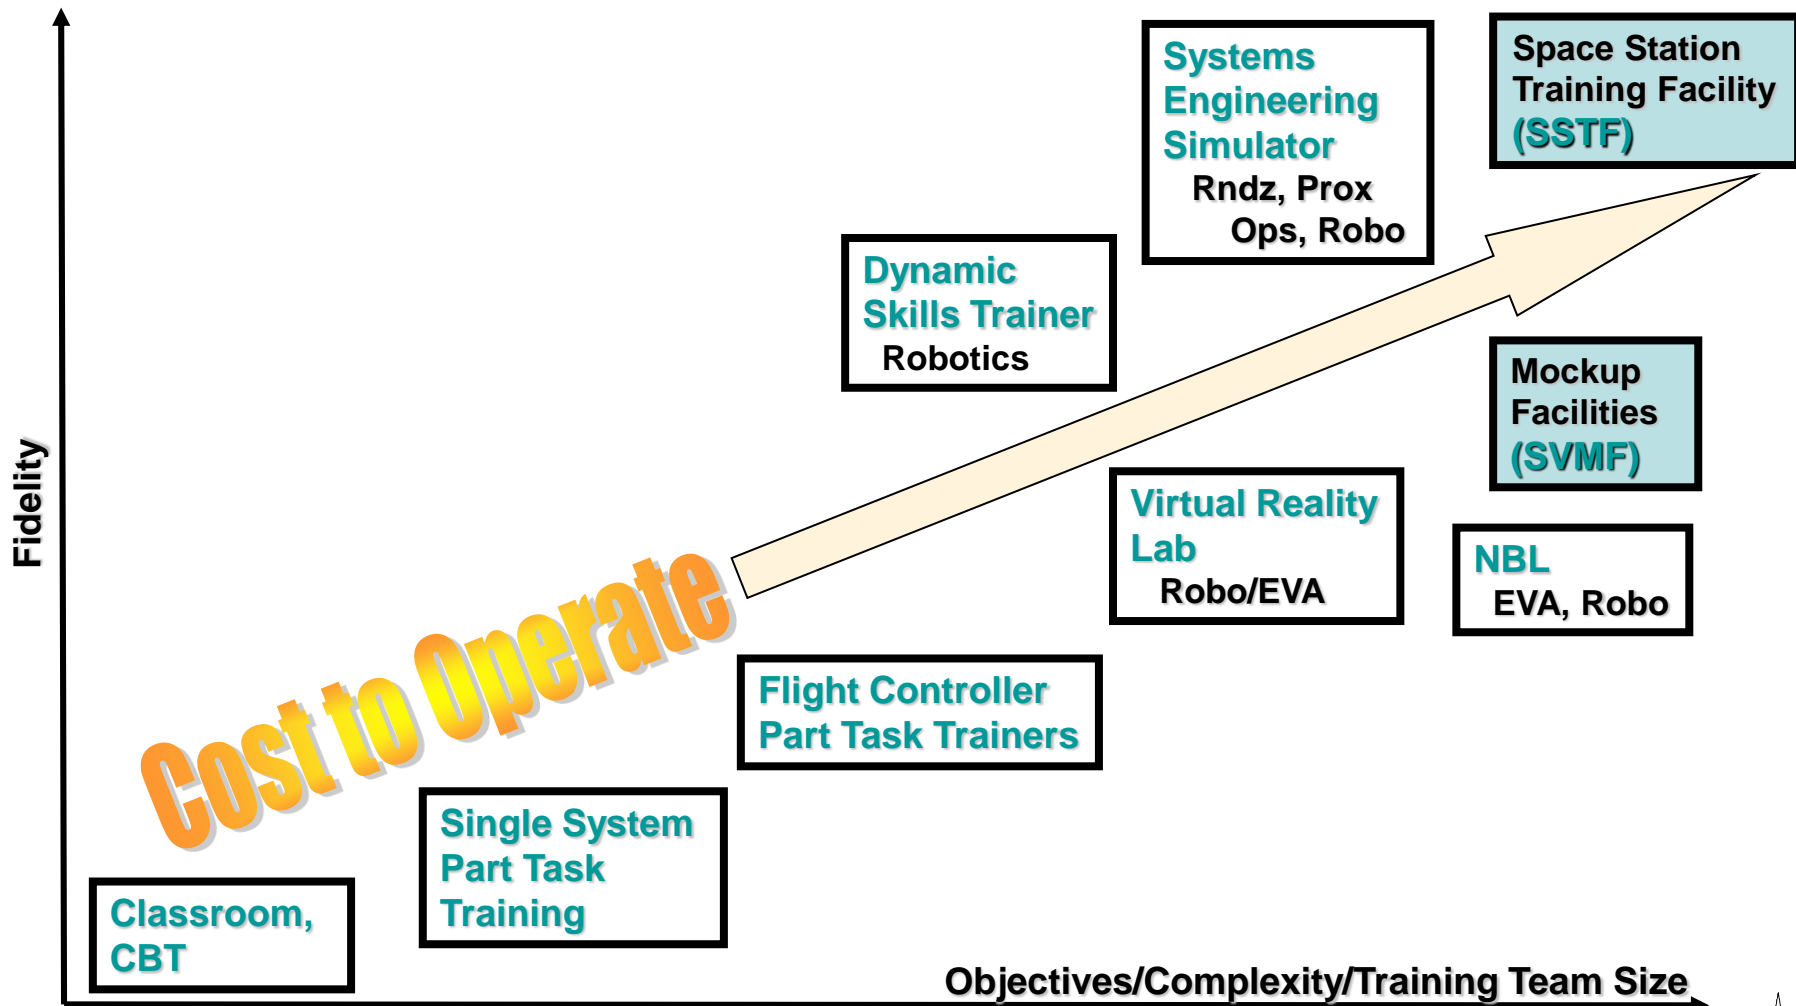 Systems
Engineering
Simulator
Rndz, Prox
Ops, Robo
Space Station
Training Facility
(SSTF)
Dynamic
Skills Trainer
Robotics
Mockup
Facilities
(SVMF)
Fidelity
Virtual Reality
Lab
Robo/EVA
NBL
EVA, Robo
Cost to Operate
Flight Controller
Part Task Trainers
Single System
Part Task
Training
Classroom,
CBT
Objectives/Complexity/Training Team Size